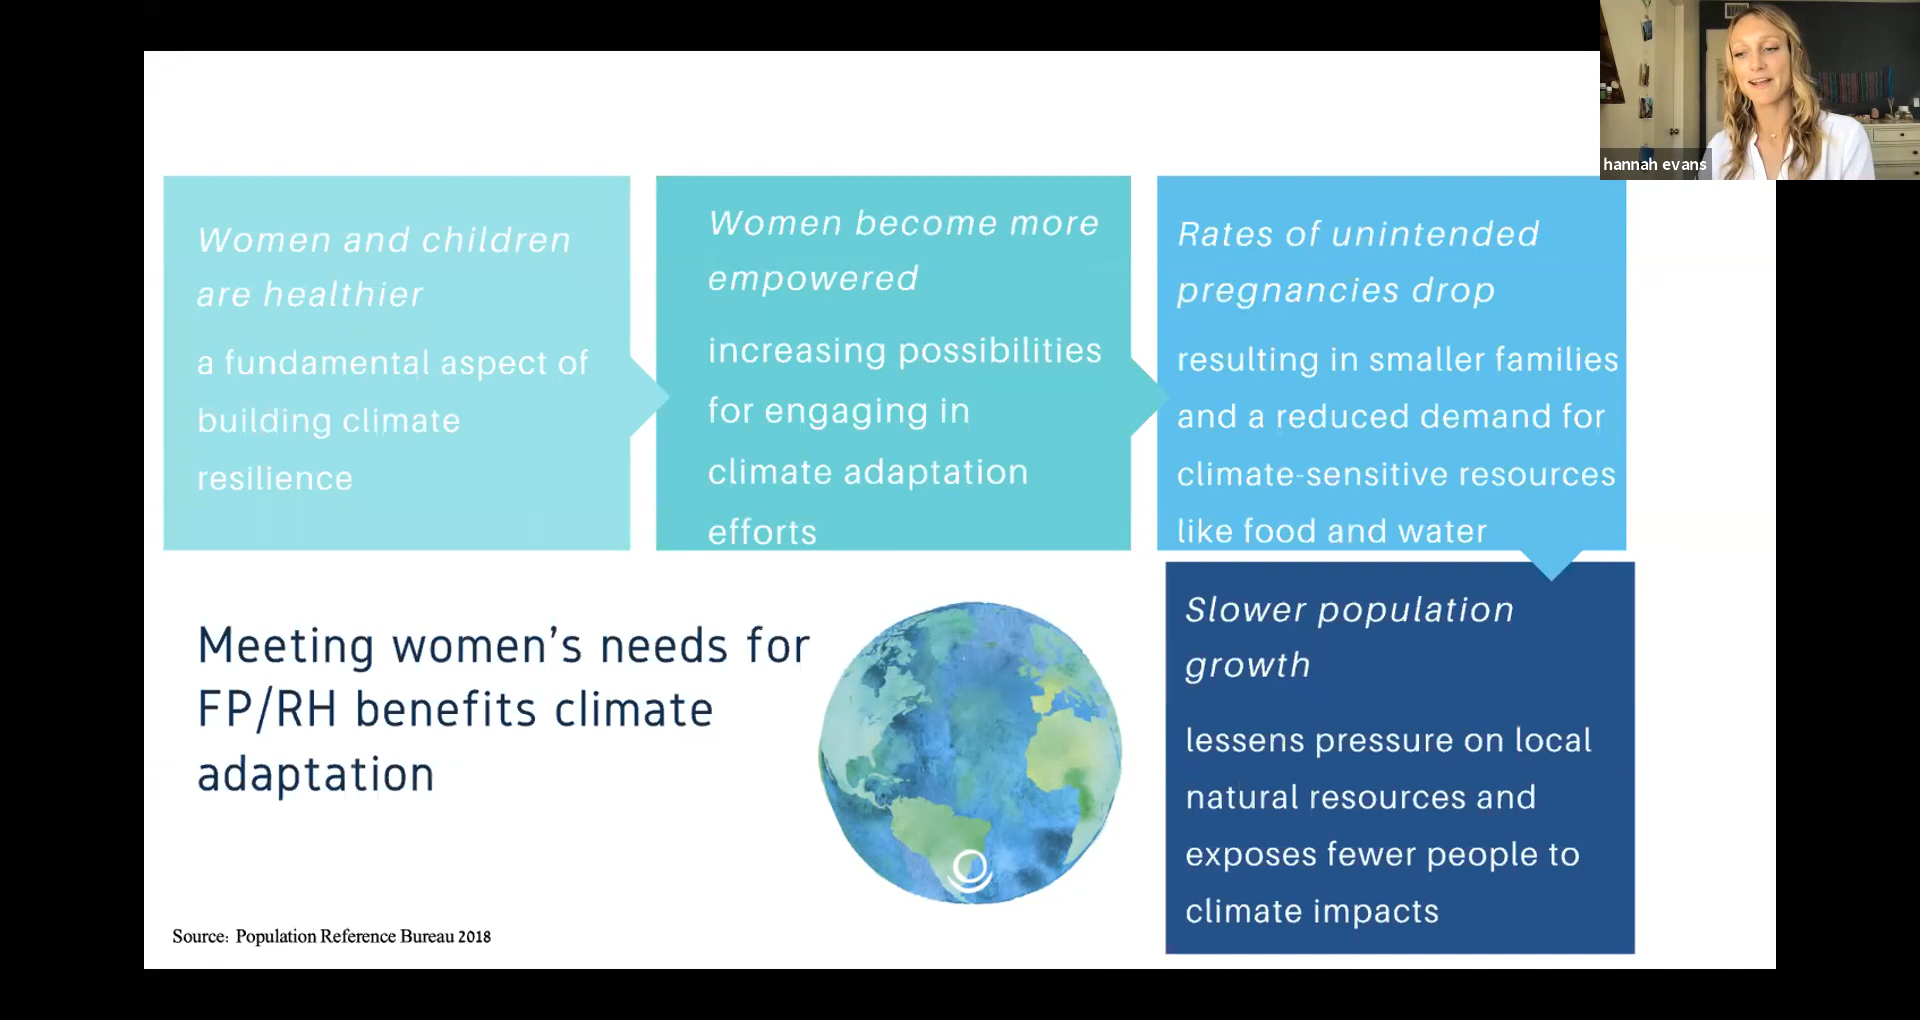 hannah evans
Women and children
are healthier
a fundamental aspect of
building climate
resilience
Women become more
empowered
increasing possibilities
for engaging in
climate adaptation
efforts
Rates of unintended
pregnancies drop
resulting in smaller families
and a reduced demand for
climate-sensitive resources
like food and water
Slower population
growth
lessens pressure on local
natural resources and
exposes fewer people to
climate impacts
Meeting women's needs for
FP/RH benefits climate
adaptation
Source: Population Reference Bureau 2018